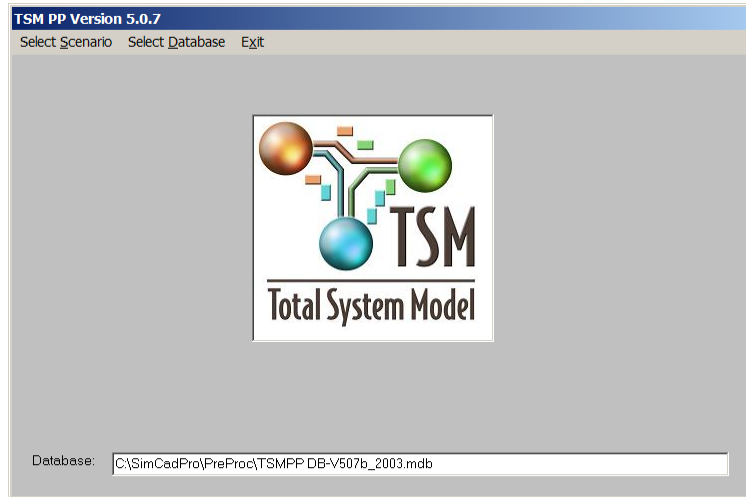 TSM PP Version 5.0.7
Select Scenario Select Database Exit
TSM
Total System Model
Database: C:\SimCadPro\PreProc\TSMPP DB-V507b_2003.mdb